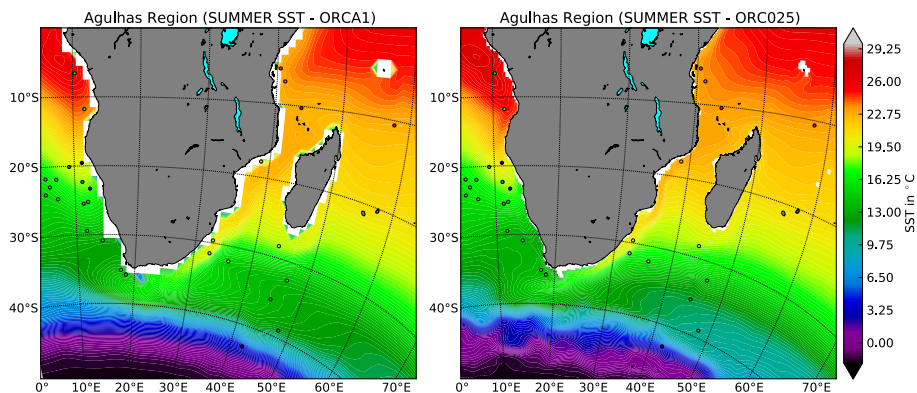 Agulhas Region (SUMMER SST - ORCA1)
Agulhas Region (SUMMER SST - ORC025)
10°S
20°S
30°S
40°S
0°
10°E
20°E
30°E
40°E
50°E
70°E
10°S
20°S
30°S
40°S
0°
10°E
20°E
30°E
40°E
50°E
70°E
29.25
26.00
22.75
19.50
16.25
13.00
9.75
6.50
3.25
0.00
SST in °C